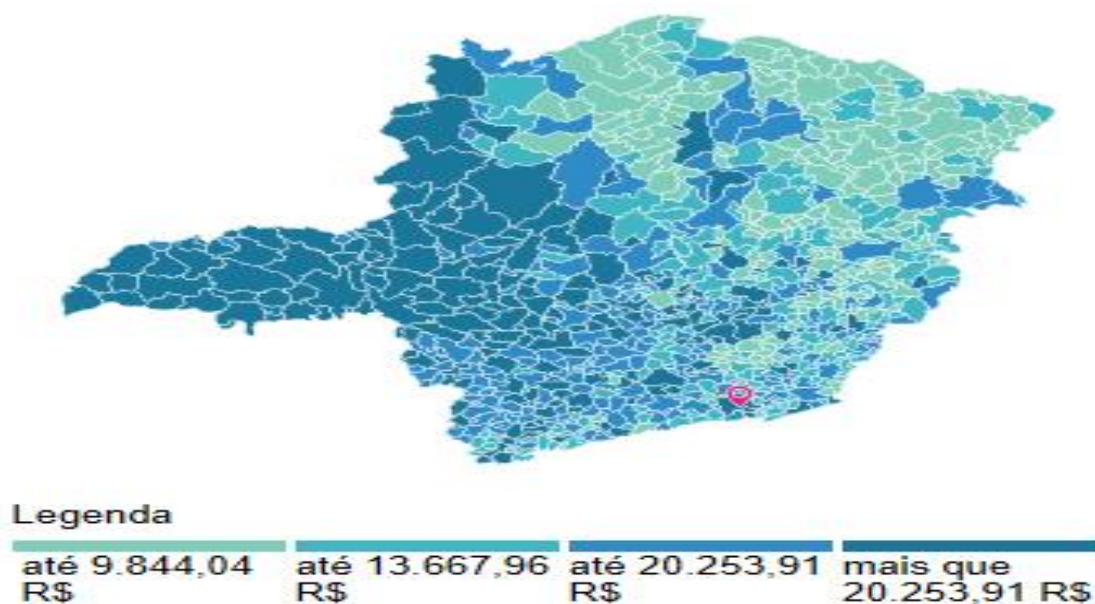 Legenda
até 9.844,04
R$
até 13.667,96
R$
até 20.253,91
R$
mais que
20.253,91 R$